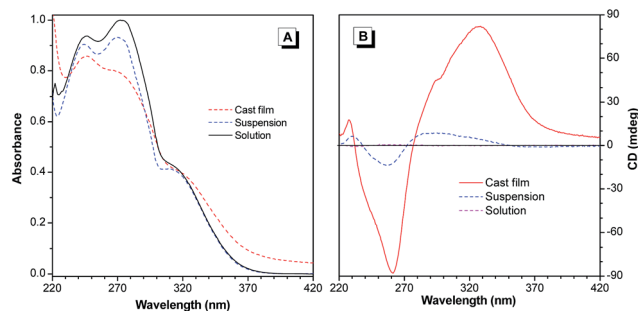 A
1.0
0.8
0.6
0.4
0.2
0.0
Absorbance
Cast film
Suspension
Solution
220 270 320 370 420
Wavelength (nm)
B
90
60
30
0
-30
-60
-90
CD (mdeg)
Cast film
Suspension
Solution
220 270 320 370 420
Wavelength (nm)